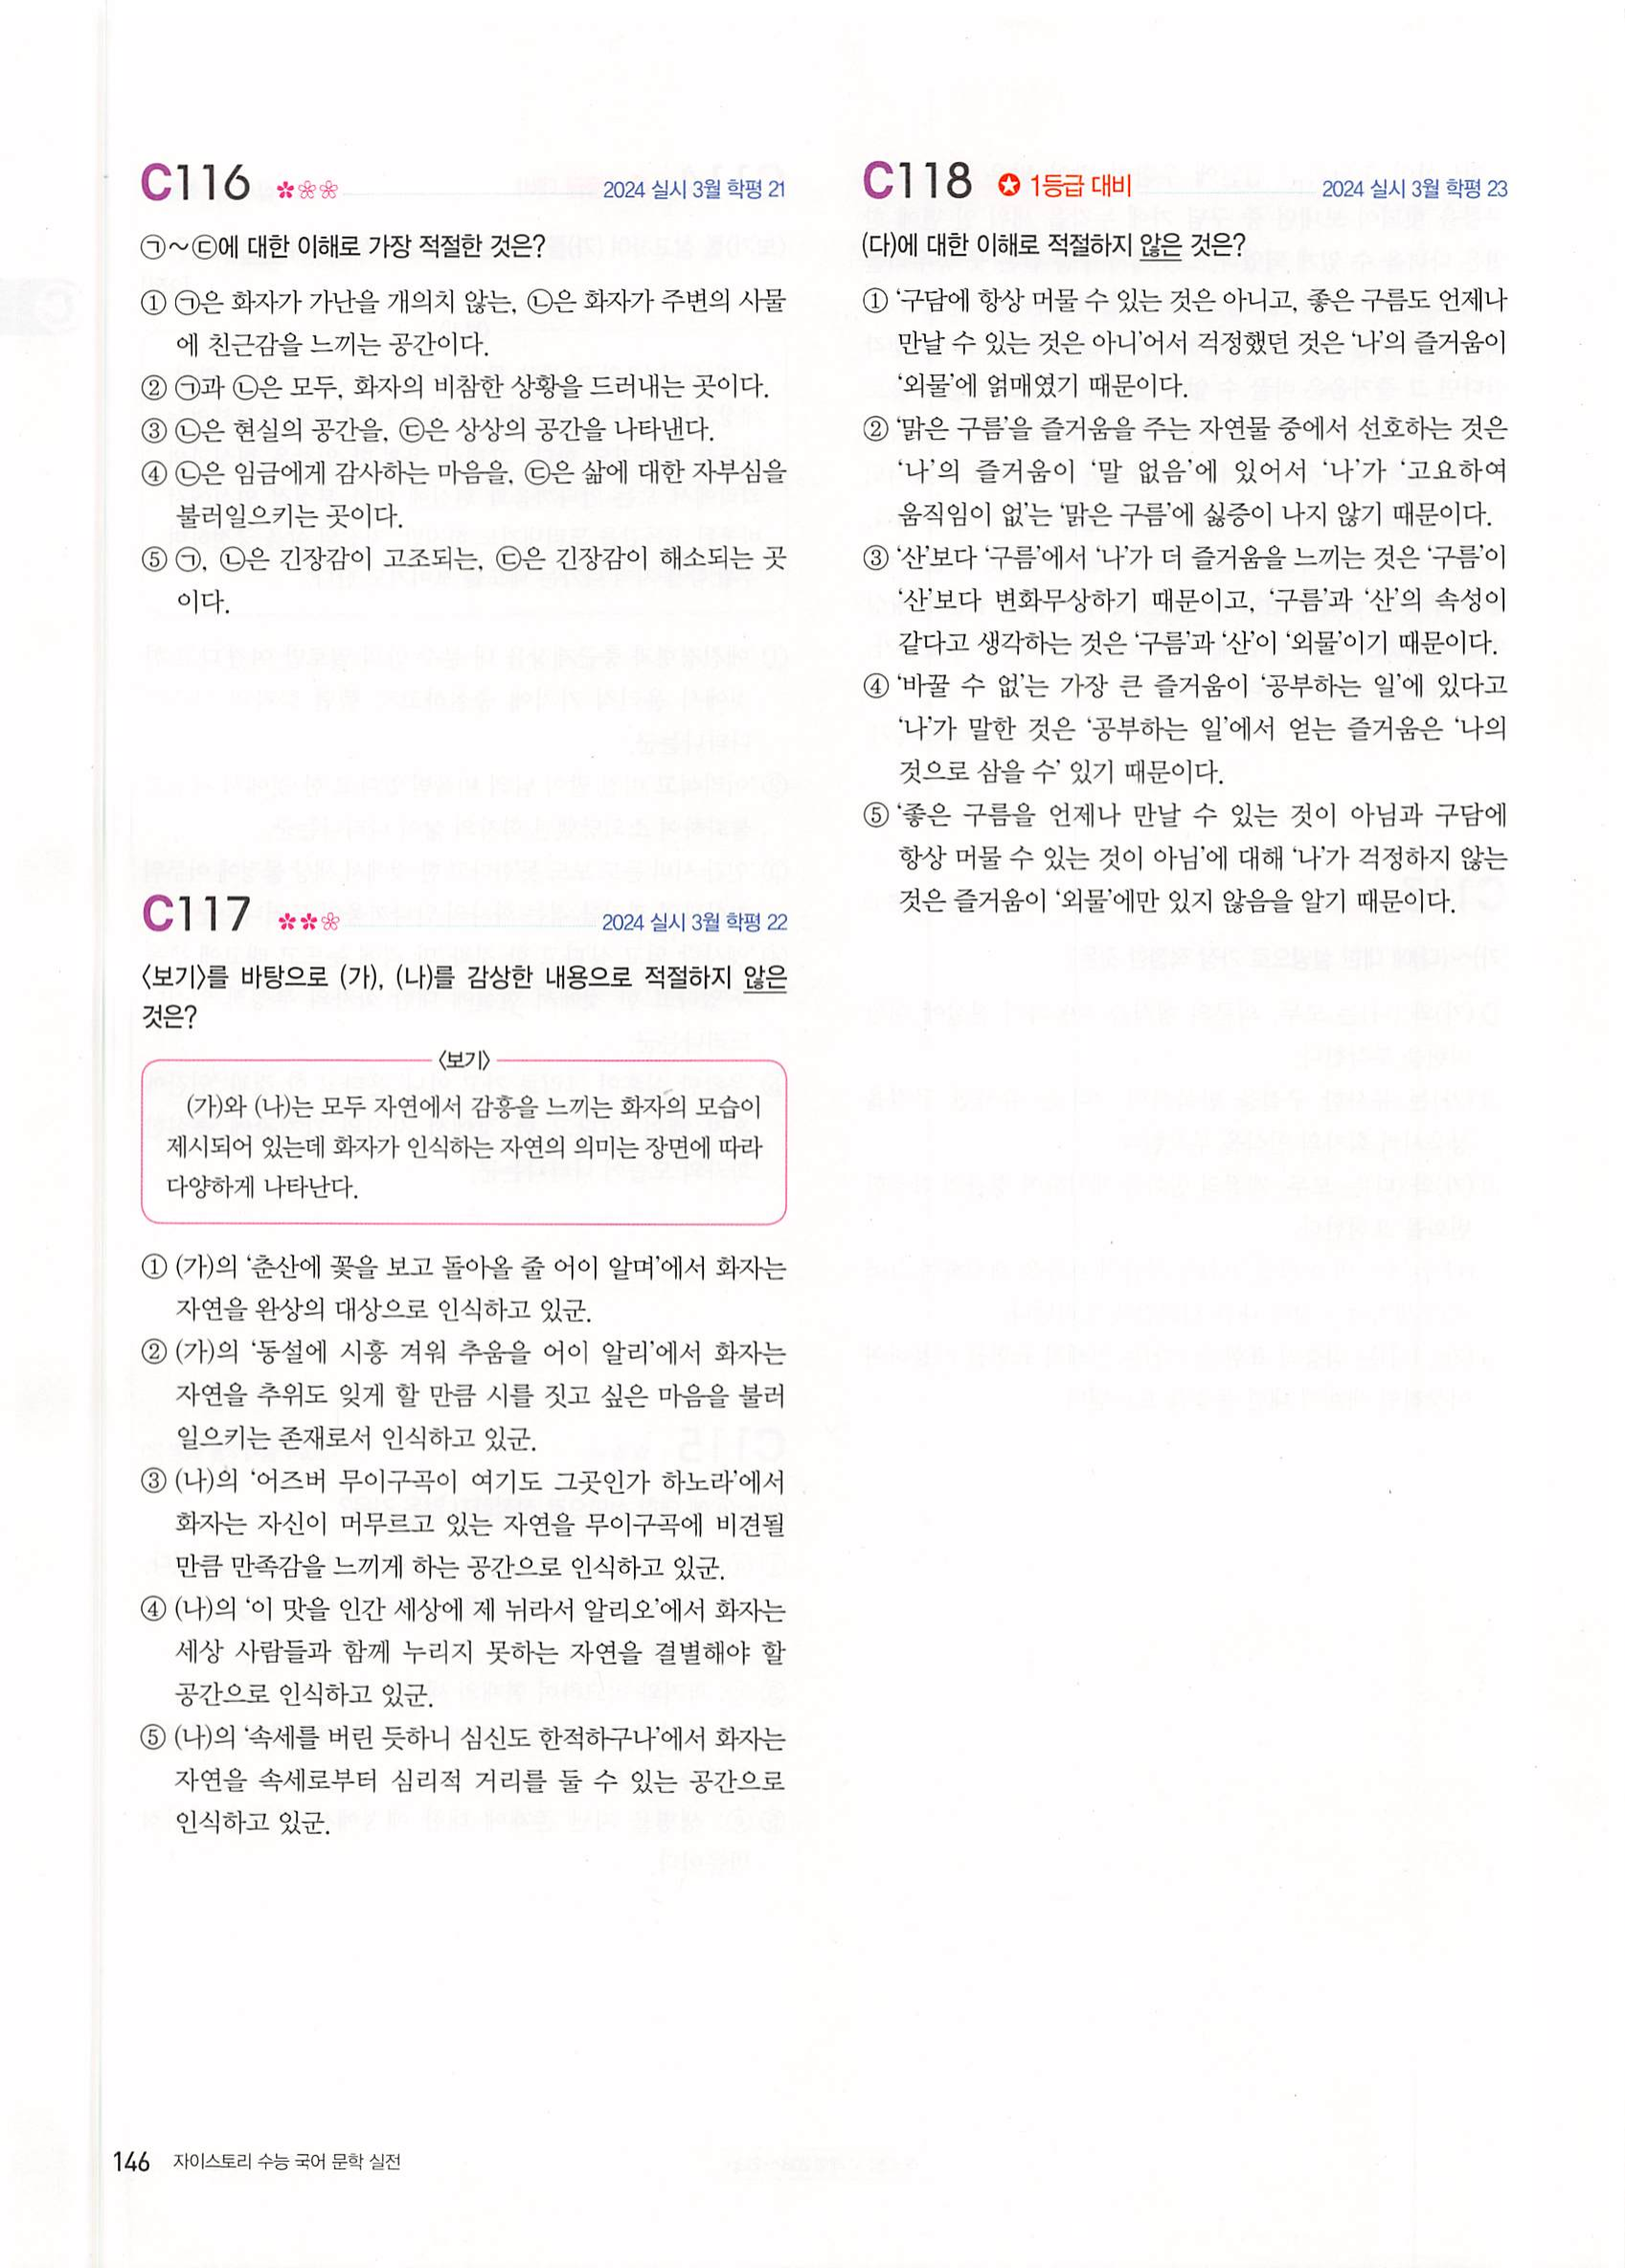 C116
2024 실시 3월 학평 21
㉠~㉢에 대한 이해로 가장 적절한 것은?
① ㉠은 화자가 가난을 개의치 않는, ㉡은 화자가 주변의 사물
에 친근감을 느끼는 공간이다.
② ㉠과 ㉡은 모두, 화자의 비참한 상황을 드러내는 곳이다.
③ ㉡은 현실의 공간을, ㉢은 상상의 공간을 나타낸다.
④ ㉡은 임금에게 감사하는 마음을, ㉢은 삶에 대한 자부심을
불러일으키는 곳이다.
⑤ ㉠, ㉡은 긴장감이 고조되는, ㉢은 긴장감이 해소되는 곳
이다.
C117
2024 실시 3월 학평 22
<보기>를 바탕으로 (가), (나)를 감상한 내용으로 적절하지 않은
것은?
<보기>
(가)와 (나)는 모두 자연에서 감흥을 느끼는 화자의 모습이
제시되어 있는데 화자가 인식하는 자연의 의미는 장면에 따라
다양하게 나타난다.
① (가)의 ‘춘산에 꽃을 보고 돌아올 줄 어이 알며’에서 화자는
자연을 완상의 대상으로 인식하고 있군.
② (가)의 ‘동설에 시흥 겨워 추움을 어이 알리’에서 화자는
자연을 추위도 잊게 할 만큼 시를 짓고 싶은 마음을 불러
일으키는 존재로서 인식하고 있군.
③ (나)의 ‘어즈버 무이구곡이 여기도 그곳인가 하노라’에서
화자는 자신이 머무르고 있는 자연을 무이구곡에 비견될
만큼 만족감을 느끼게 하는 공간으로 인식하고 있군.
④ (나)의 ‘이 맛을 인간 세상에 제 뉘라서 알리오’에서 화자는
세상 사람들과 함께 누리지 못하는 자연을 결별해야 할
공간으로 인식하고 있군.
⑤ (나)의 ‘속세를 버린 듯하니 심신도 한적하구나’에서 화자는
자연을 속세로부터 심리적 거리를 둘 수 있는 공간으로
인식하고 있군.
C118 1등급 대비
2024 실시 3월 학평 23
(다)에 대한 이해로 적절하지 않은 것은?
① ‘구담에 항상 머물 수 있는 것은 아니고, 좋은 구름도 언제나
만날 수 있는 것은 아니’어서 걱정했던 것은 ‘나’의 즐거움이
‘외물’에 얽매였기 때문이다.
② ‘맑은 구름’을 즐거움을 주는 자연물 중에서 선호하는 것은
‘나’의 즐거움이 ‘말 없음’에 있어서 ‘나’가 ‘고요하여
움직임이 없’는 ‘맑은 구름’에 싫증이 나지 않기 때문이다.
③ ‘산’보다 ‘구름’에서 ‘나’가 더 즐거움을 느끼는 것은 ‘구름’이
‘산’보다 변화무상하기 때문이고, ‘구름’과 ‘산’의 속성이
같다고 생각하는 것은 ‘구름’과 ‘산’이 ‘외물’이기 때문이다.
④ ‘바꿀 수 없’는 가장 큰 즐거움이 ‘공부하는 일’에 있다고
‘나’가 말한 것은 ‘공부하는 일’에서 얻는 즐거움은 ‘나의
것으로 삼을 수’ 있기 때문이다.
⑤ ‘좋은 구름을 언제나 만날 수 있는 것이 아님과 구담에
항상 머물 수 있는 것이 아님’에 대해 ‘나’가 걱정하지 않는
것은 즐거움이 ‘외물’에만 있지 않음을 알기 때문이다.
146 자이스토리 수능 국어 문학 실전